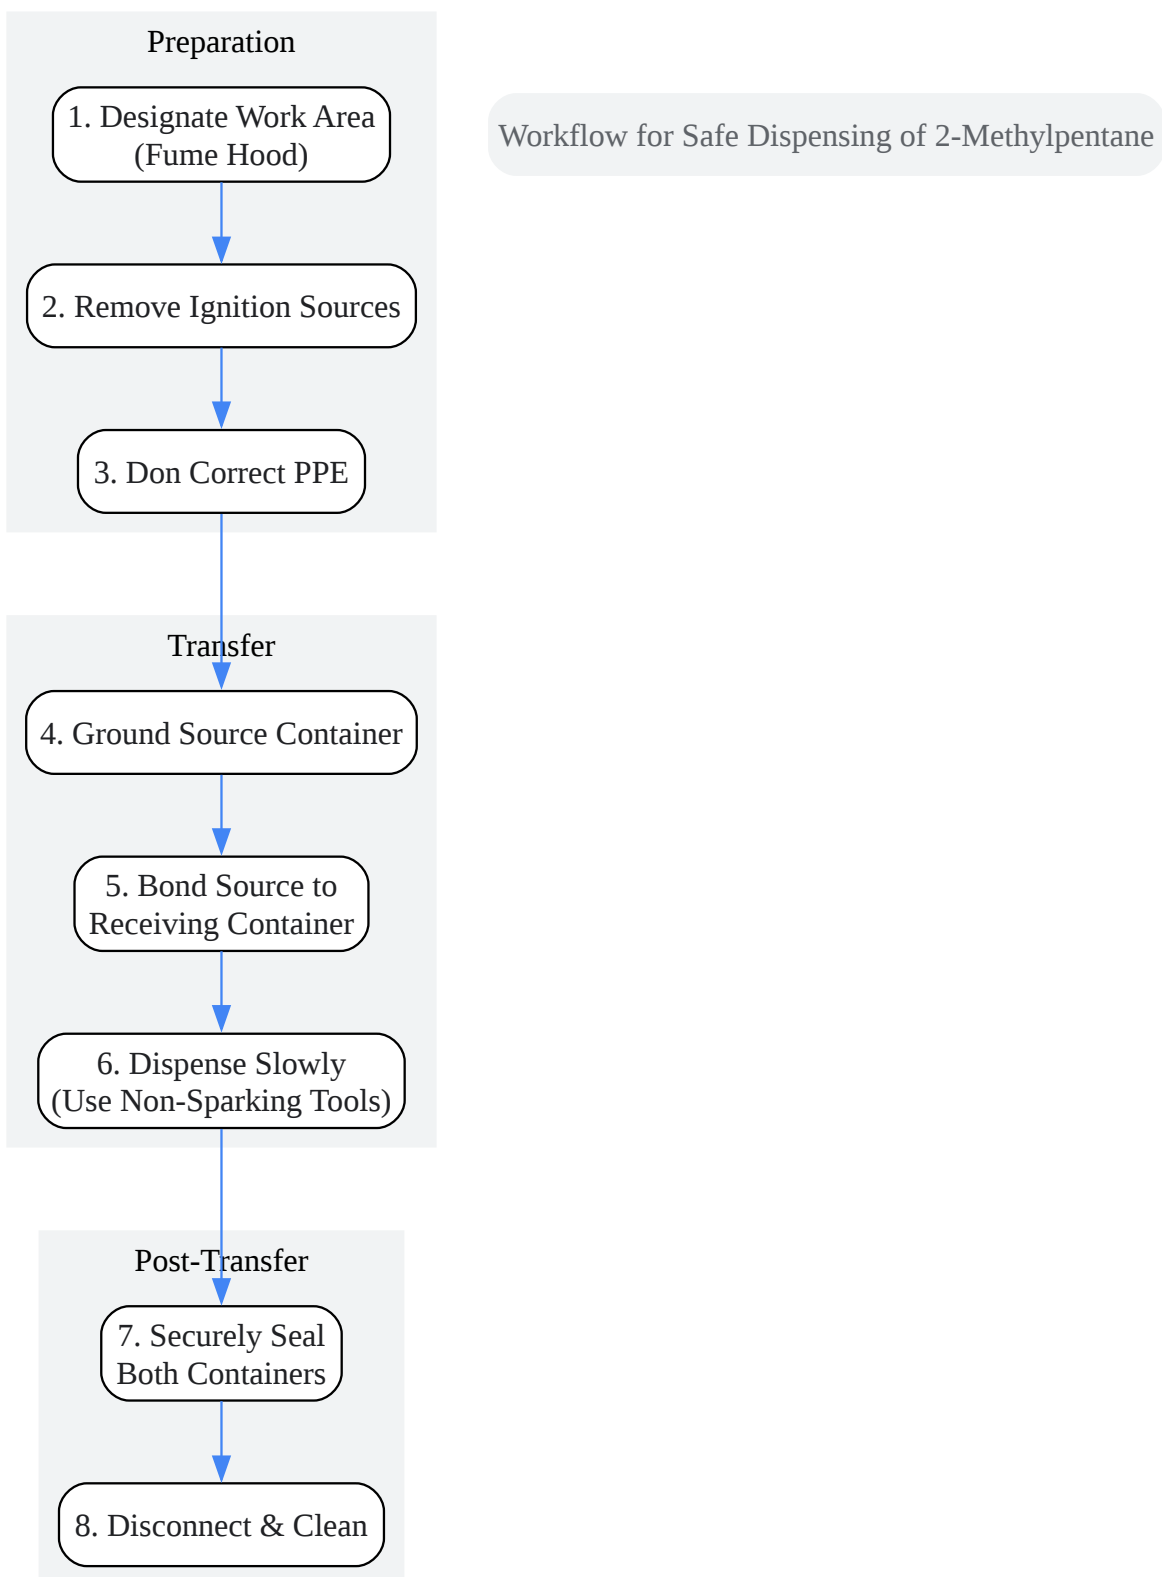 Preparation
1. Designate Work Area
(Fume Hood)
Workflow for Safe Dispensing of 2-Methylpentane
2. Remove Ignition Sources
3. Don Correct PPE
Transfer
4. Ground Source Container
5. Bond Source to
Receiving Container
6. Dispense Slowly
(Use Non-Sparking Tools)
Post-Transfer
7. Securely Seal
Both Containers
8. Disconnect & Clean